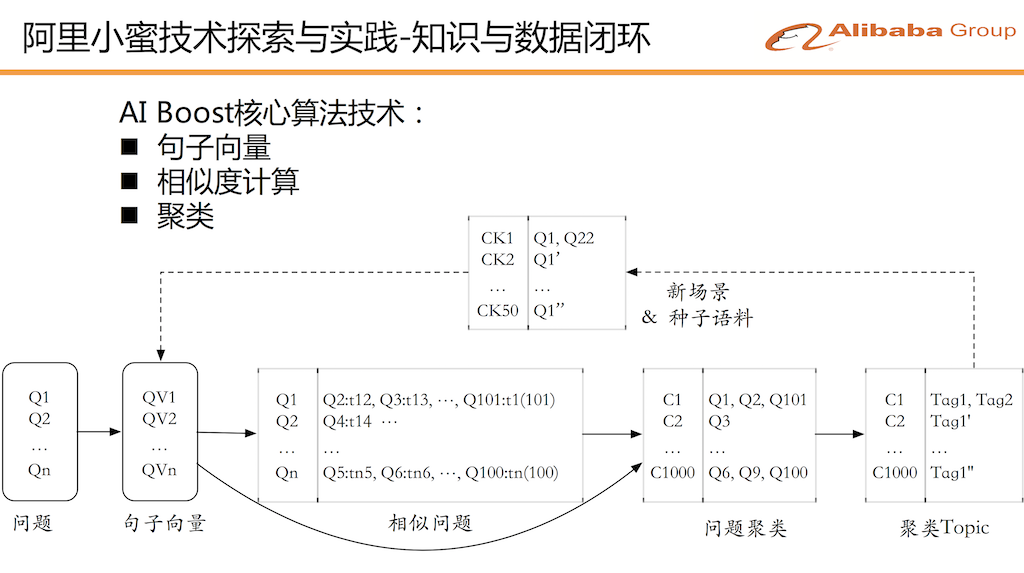 阿里小蜜技术探索与实践-知识与数据闭环
Alibaba Group
AI Boost核心算法技术：
■ 句子向量
■ 相似度计算
■ 聚类
CK1 Q1, Q22
CK2 Q1’
… …
CK50 Q1”
新场景
& 种子语料
Q1
Q2
…
Qn
问题
QV1
QV2
…
QVn
句子向量
Q1 Q2:t12, Q3:t13, …, Q101:t1(101)
Q2 Q4:t14 …
… …
Qn Q5:tn5, Q6:tn6, …, Q100:tn(100)
相似问题
C1 Q1, Q2, Q101
C2 Q3
… …
C1000 Q6, Q9, Q100
问题聚类
C1 Tag1, Tag2
C2 Tag1'
… …
C1000 Tag1"
聚类Topic